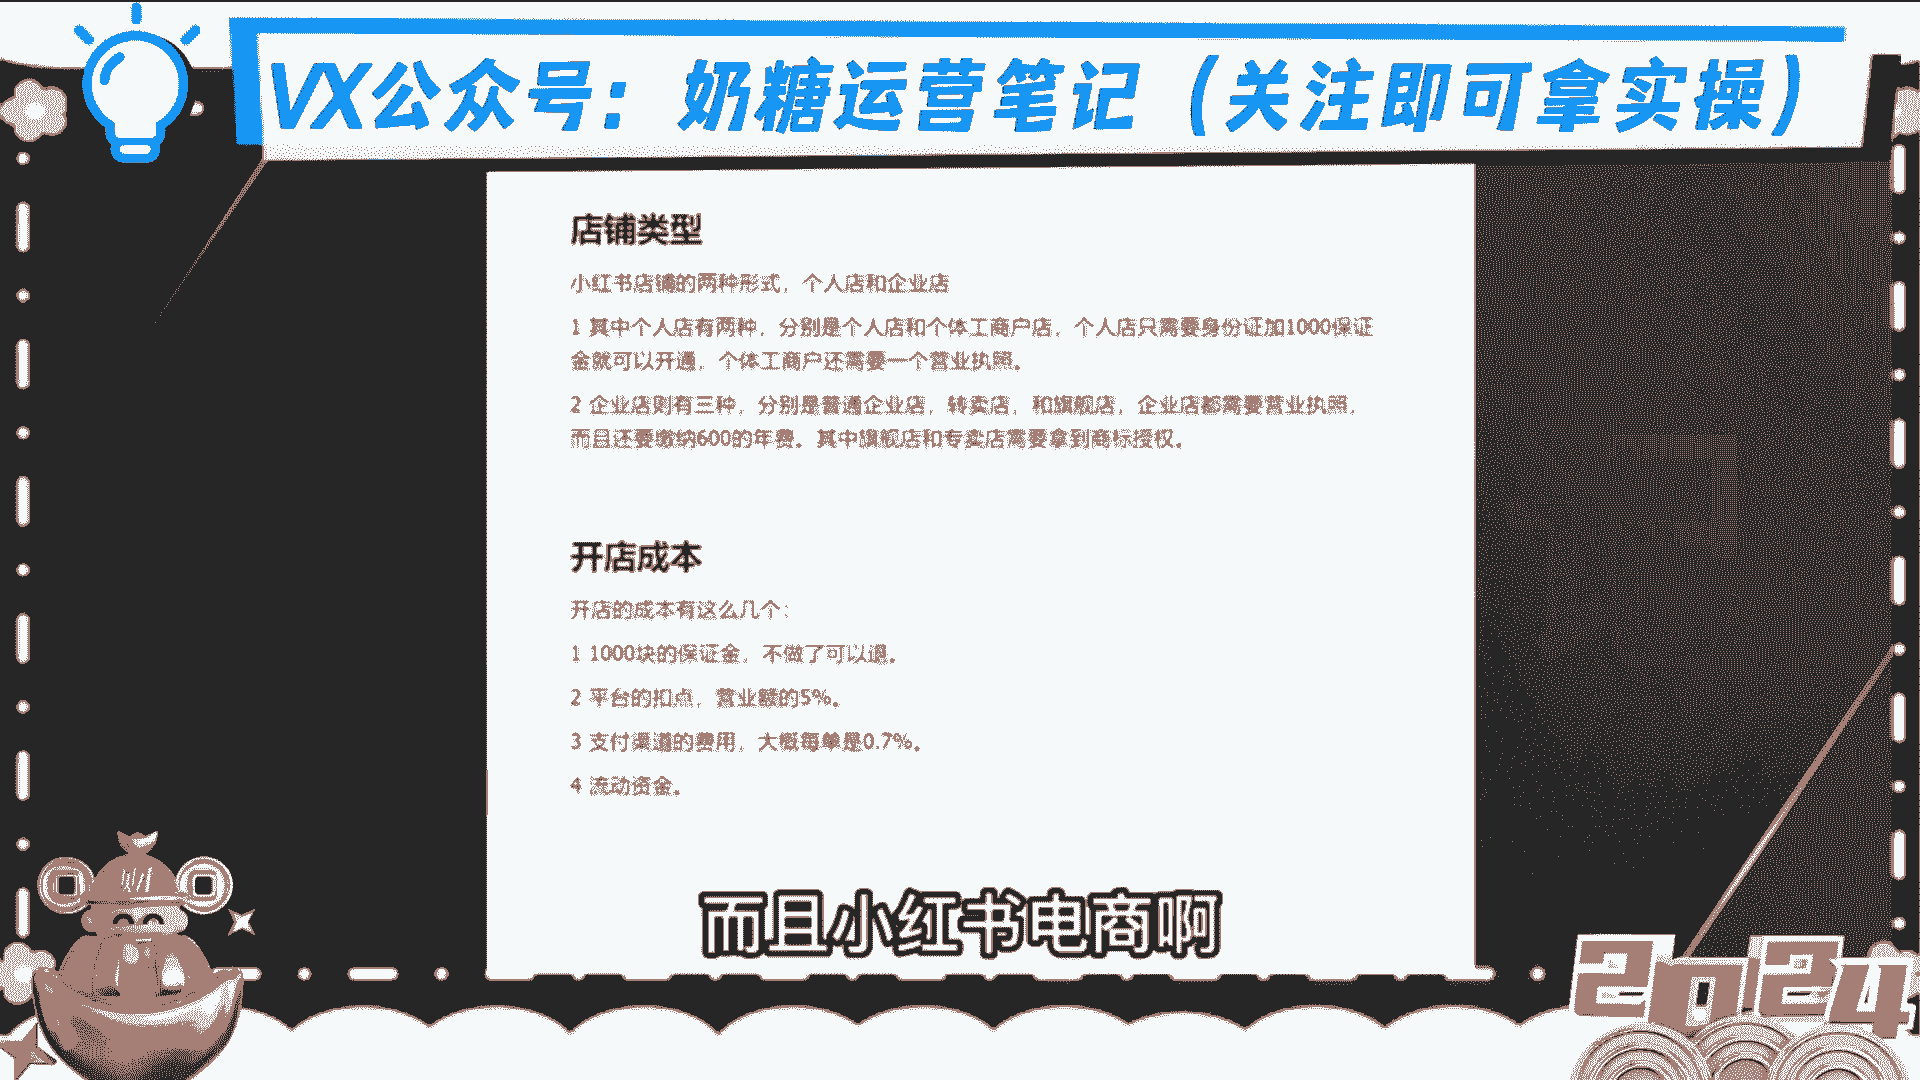 VX公众号：奶糖运营笔记（关注即可拿实操）
店铺类型
小红书店铺的两种形式，个人店和企业店
1 其中个人店有两种，分别是个人店和个体工商户店，个人店只需要身份证加1000保证
金就可以开通，个体工商户还需要一个营业执照。
2 企业店则有三种，分别是普通企业店，转卖店，和旗舰店，企业店都需要营业执照，
而且还要缴纳600的年费。其中旗舰店和专卖店需要拿到商标授权。
开店成本
开店的成本有这么几个：
1 1000块的保证金，不做了可以退。
2 平台的扣点，营业额的5%。
3 支付渠道的费用，大概每单是0.7%。
4 流动资金。
而且小红书电商啊
2024